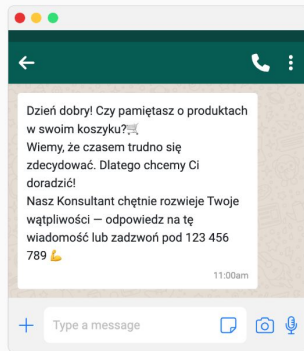 Dzień dobry! Czy pamiętasz o produktach
w swoim koszyku?🛒
Wiemy, że czasem trudno się
zdecydować. Dlatego chcemy Ci
doradzić!
Nasz Konsultant chętnie rozwieje Twoje
wątpliwości — odpowiedz na tę
wiadomość lub zadzwoń pod 123 456
789 💪
11:00am
Type a message